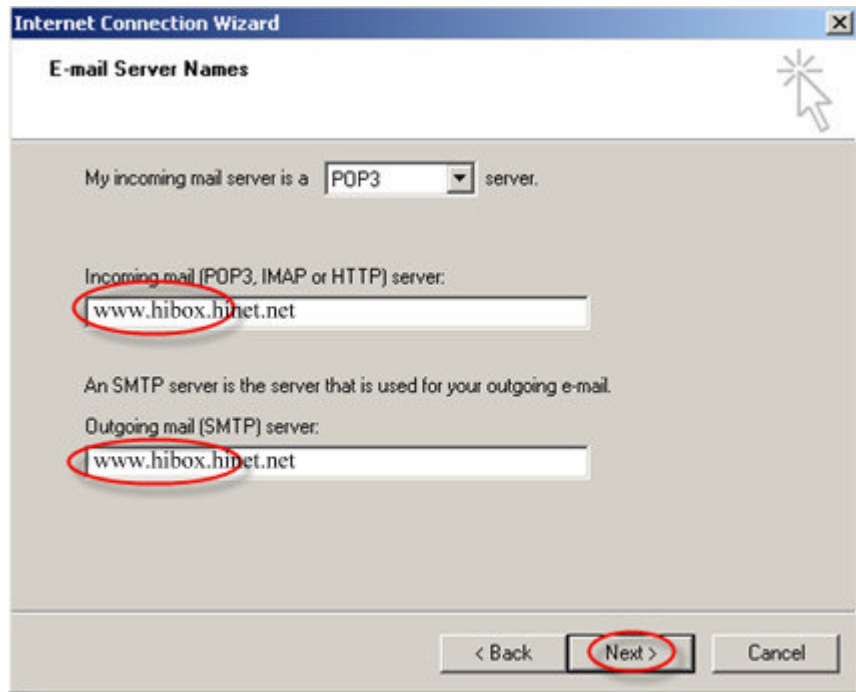 Internet Connection Wizard
E-mail Server Names
My incoming mail server is a POP3 server.
Incoming mail (POP3, IMAP or HTTP) server:
www.hibox.hinet.net
An SMTP server is the server that is used for your outgoing e-mail.
Outgoing mail (SMTP) server:
www.hibox.hinet.net
< Back Next > Cancel